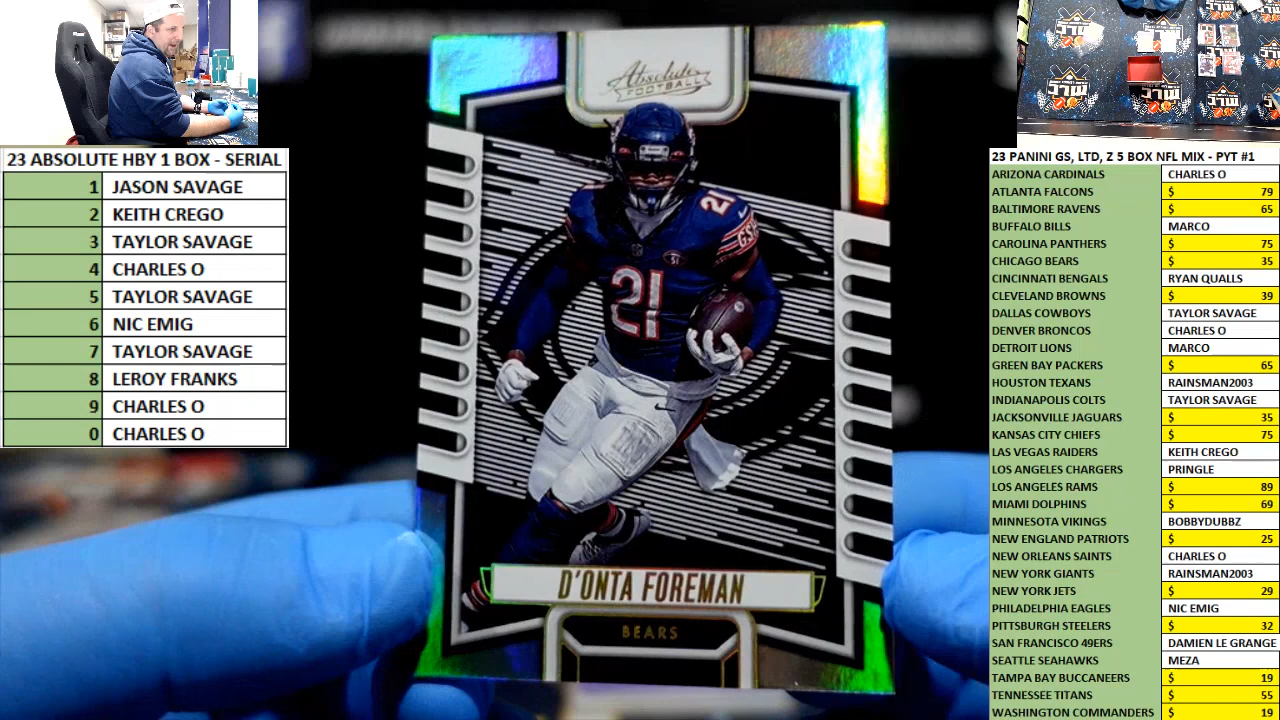 23 ABSOLUTE HBY 1 BOX - SERIAL
1 JASON SAVAGE
2 KEITH CREGO
3 TAYLOR SAVAGE
4 CHARLES O
5 TAYLOR SAVAGE
6 NIC EMIG
7 TAYLOR SAVAGE
8 LEROY FRANKS
9 CHARLES O
0 CHARLES O
Absolute
FOOTBALL
21
GSH
21
D'ONTA FOREMAN
BEARS
23 PANINI GS, LTD, Z 5 BOX NFL MIX - PYT #1
ARIZONA CARDINALS CHARLES O
ATLANTA FALCONS $ 79
BALTIMORE RAVENS $ 65
BUFFALO BILLS MARCO
CAROLINA PANTHERS $ 75
CHICAGO BEARS $ 35
CINCINNATI BENGALS RYAN QUALLS
CLEVELAND BROWNS $ 39
DALLAS COWBOYS TAYLOR SAVAGE
DENVER BRONCOS CHARLES O
DETROIT LIONS MARCO
GREEN BAY PACKERS $ 65
HOUSTON TEXANS RAINSMAN2003
INDIANAPOLIS COLTS TAYLOR SAVAGE
JACKSONVILLE JAGUARS $ 35
KANSAS CITY CHIEFS $ 75
LAS VEGAS RAIDERS KEITH CREGO
LOS ANGELES CHARGERS PRINGLE
LOS ANGELES RAMS $ 89
MIAMI DOLPHINS $ 69
MINNESOTA VIKINGS BOBBYDUBBZ
NEW ENGLAND PATRIOTS $ 25
NEW ORLEANS SAINTS CHARLES O
NEW YORK GIANTS RAINSMAN2003
NEW YORK JETS $ 29
PHILADELPHIA EAGLES NIC EMIG
PITTSBURGH STEELERS $ 32
SAN FRANCISCO 49ERS DAMIEN LE GRANGE
SEATTLE SEAHAWKS MEZA
TAMPA BAY BUCCANEERS $ 19
TENNESSEE TITANS $ 55
WASHINGTON COMMANDERS $ 19